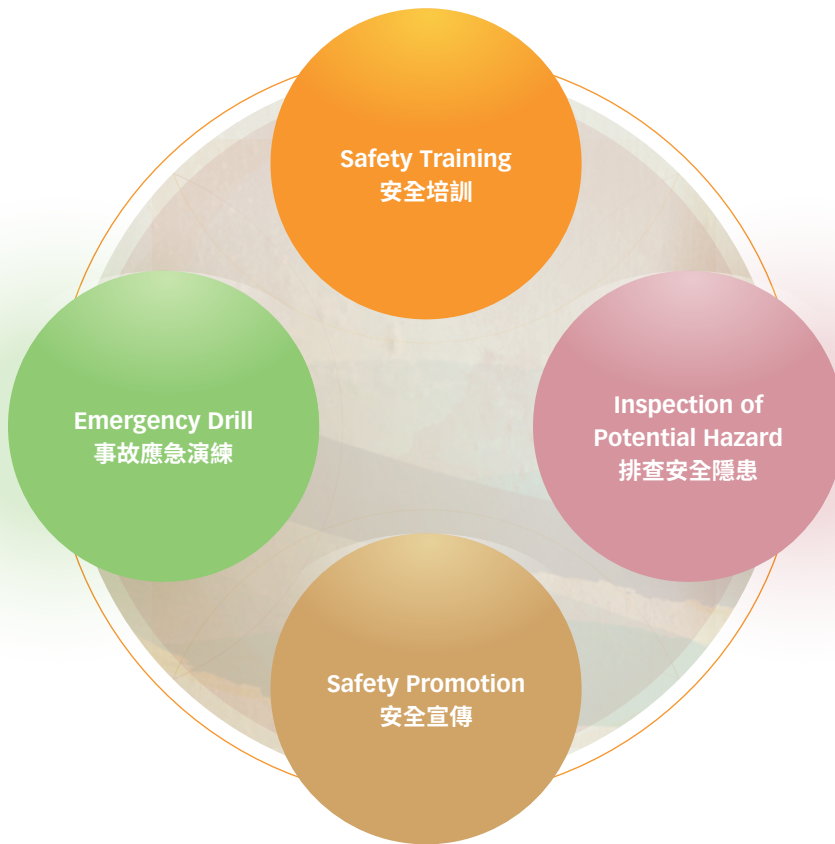 Safety Training
安全培訓
Emergency Drill
事故應急演練
Inspection of
Potential Hazard
排查安全隱患
Safety Promotion
安全宣傳